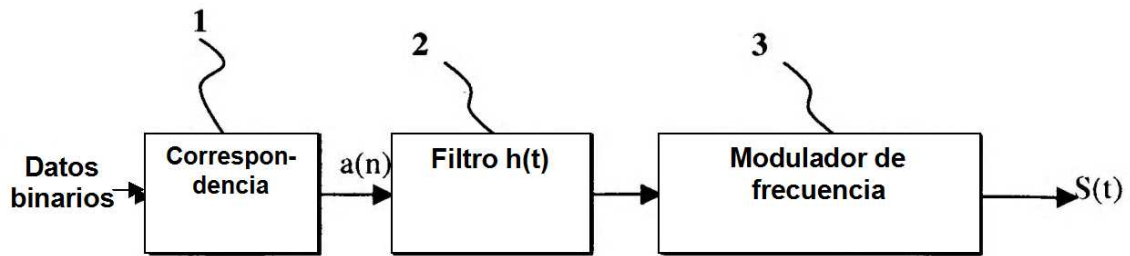 1
2
3
Datos
binarios
Correspon-
dencia
a(n)
Filtro h(t)
Modulador de
frecuencia
S(t)